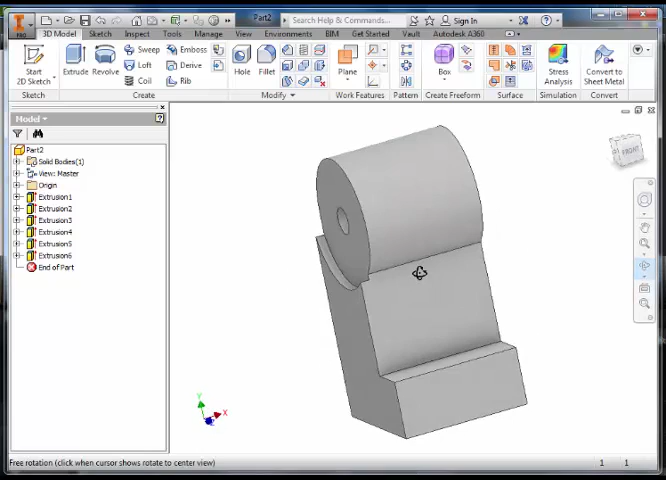 Part2 Search Help & Commands... Sign In
PRO 3D Model Sketch Inspect Tools Manage View Environments BIM Get Started Vault Autodesk A360
Start 2D Sketch Extrude Revolve Sweep Loft Coil Emboss Derive Rib Hole Fillet Plane Box Stress Analysis Convert to Sheet Metal
Sketch Create Modify Work Features Pattern Create Freeform Surface Simulation Convert
Model
Part2
Solid Bodies(1)
View: Master
Origin
Extrusion1
Extrusion2
Extrusion3
Extrusion4
Extrusion5
Extrusion6
End of Part
FRONT
Y
X
Free rotation (click when cursor shows rotate to center view) 1 1